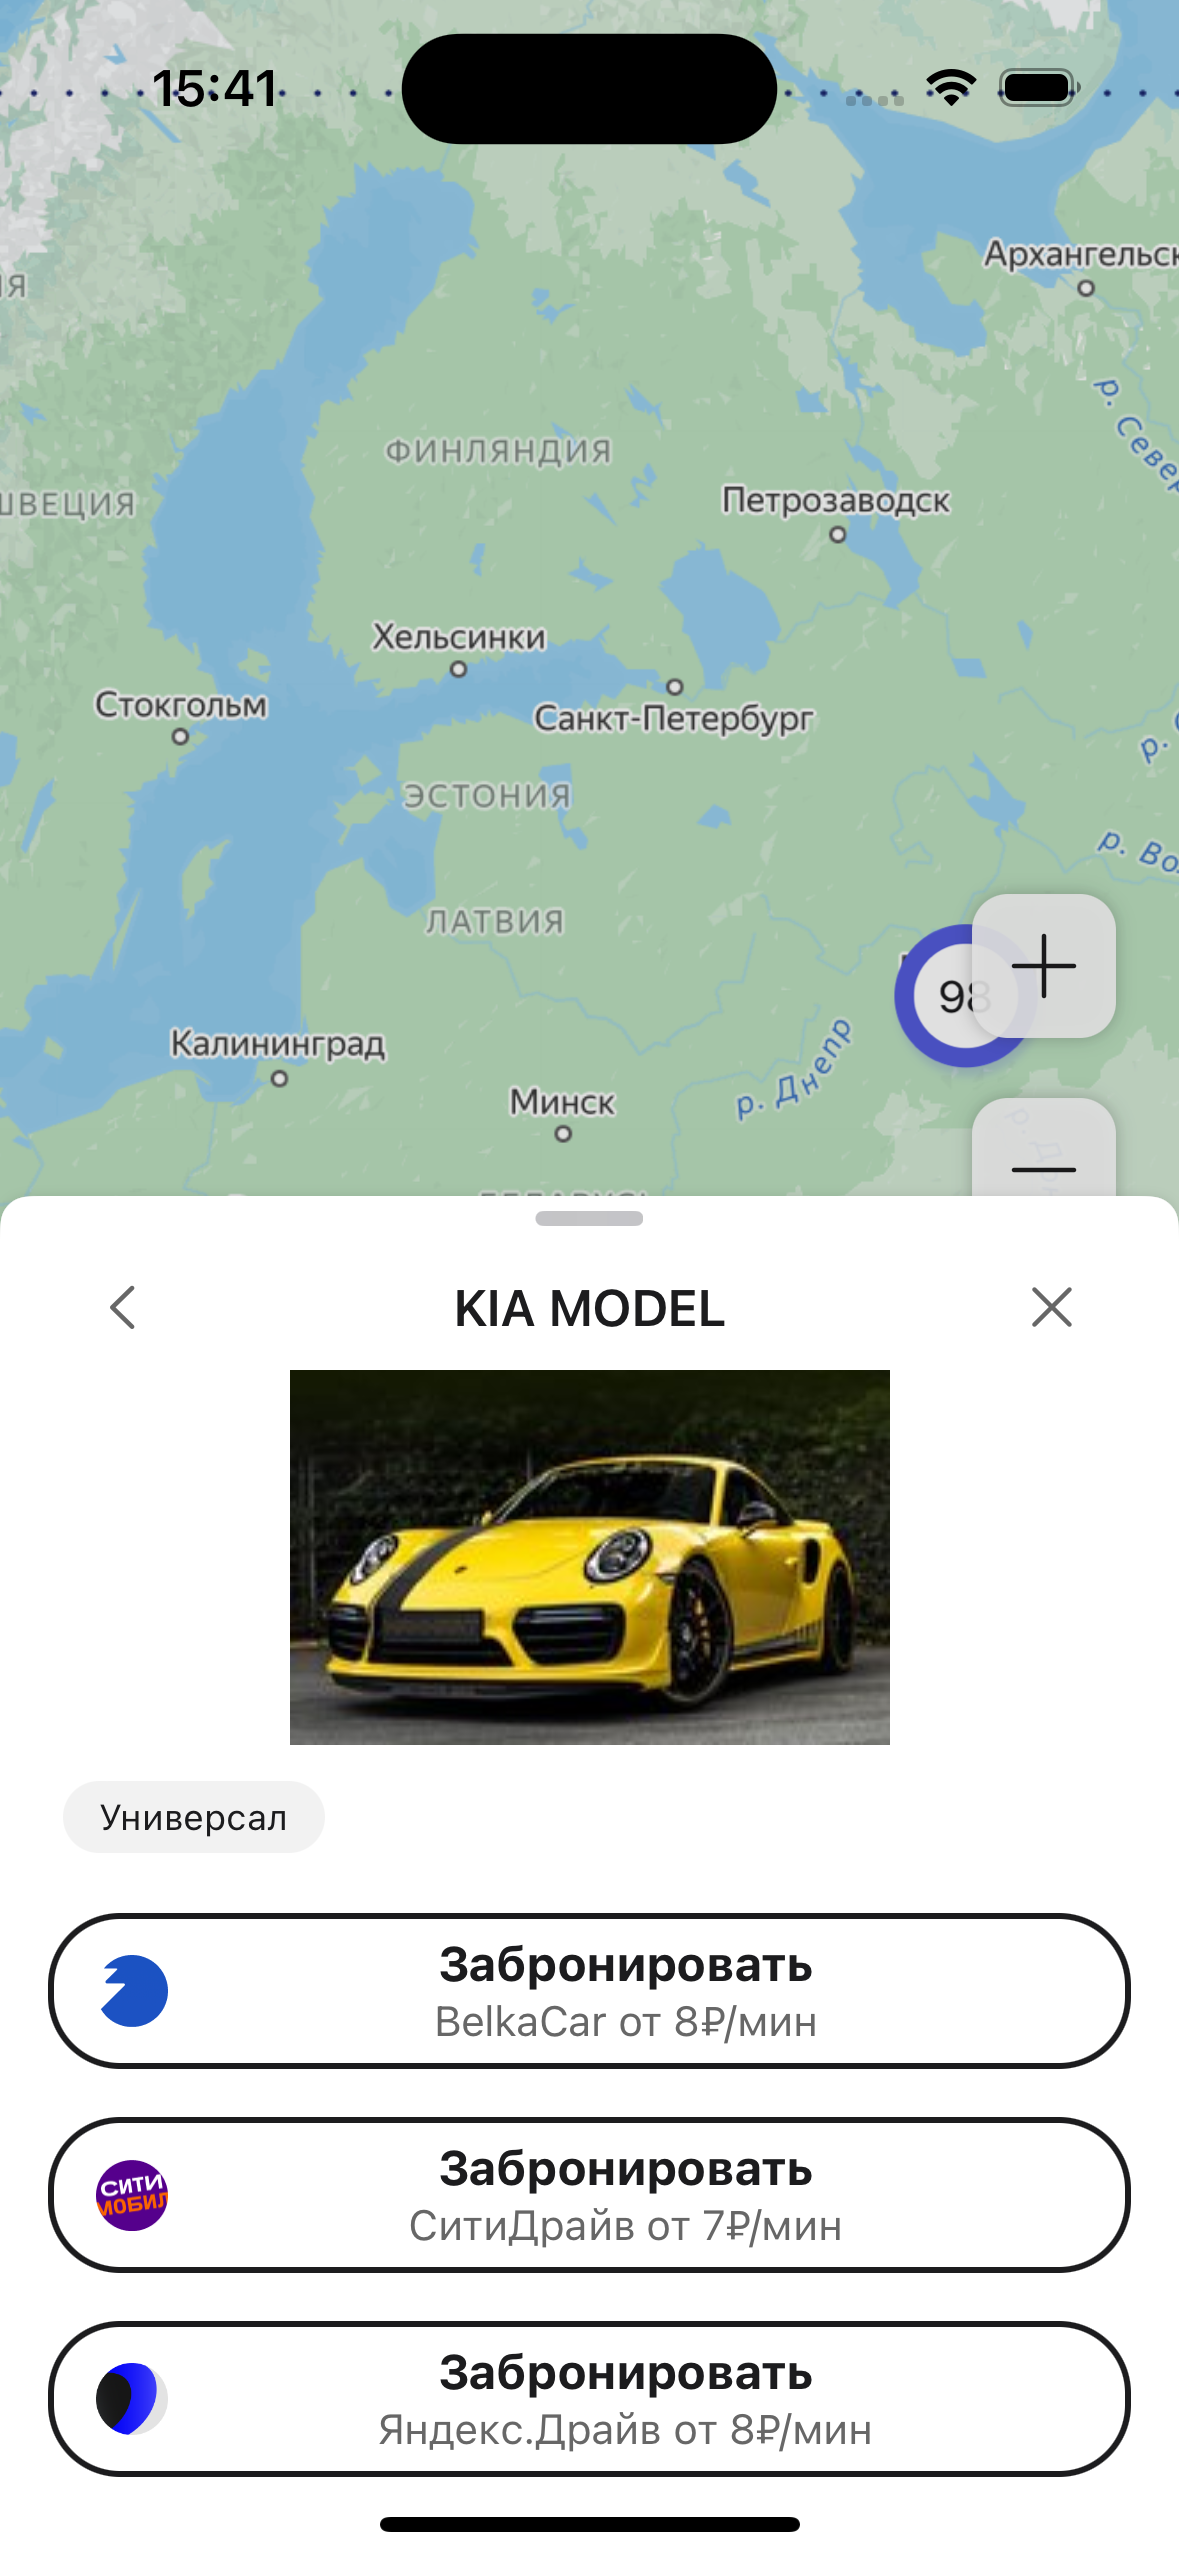 15:41
Архангельск
ИЯ
р. Север
ФИНЛЯНДИЯ
ШВЕЦИЯ
Петрозаводск
Хельсинки
Стокгольм
Санкт-Петербург
р.
ЭСТОНИЯ
р. Во
ЛАТВИЯ
98
Калининград
р. Днепр
Минск
БЕЛАРУСЬ
KIA MODEL
Универсал
Забронировать
BelkaCar от 8₽/мин
СИТИ
МОБИЛ
Забронировать
СитиДрайв от 7₽/мин
Забронировать
Яндекс.Драйв от 8₽/мин